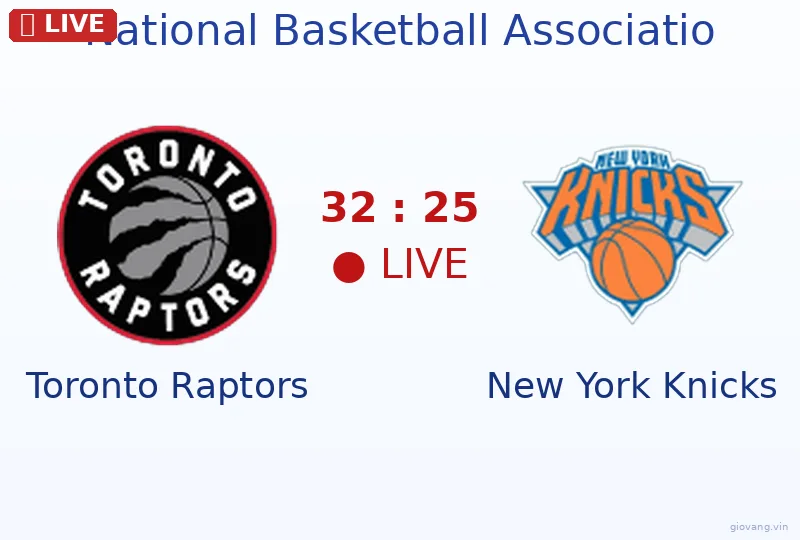 LIVE
National Basketball Associatio
TORONTO
RAPTORS
NEW YORK
KNICKS
32 : 25
● LIVE
Toronto Raptors
New York Knicks
giovang.vin